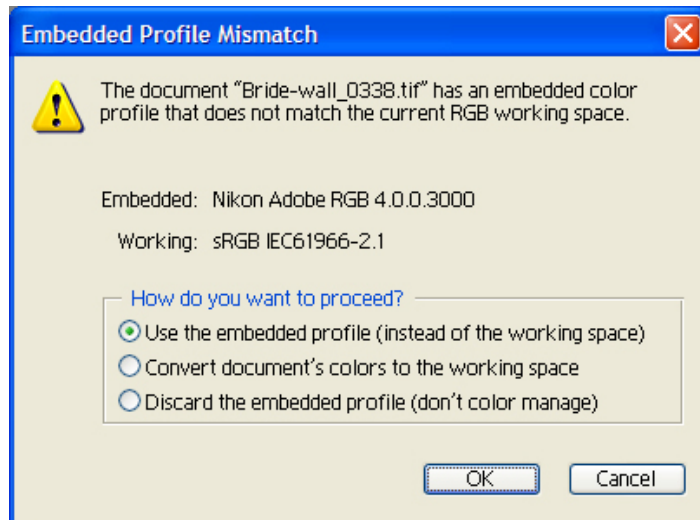 Embedded Profile Mismatch
The document “Bride-wall_0338.tif” has an embedded color
profile that does not match the current RGB working space.
Embedded: Nikon Adobe RGB 4.0.0.3000
Working: sRGB IEC61966-2.1
How do you want to proceed?
Use the embedded profile (instead of the working space)
Convert document's colors to the working space
Discard the embedded profile (don't color manage)
OK Cancel